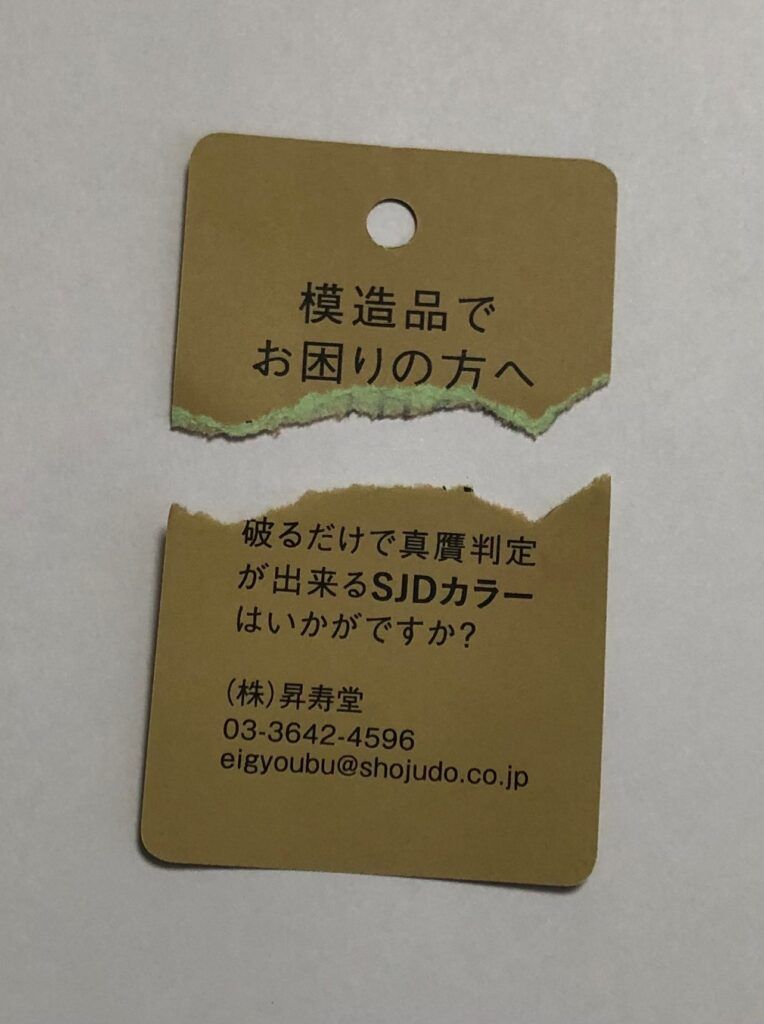 模造品で
お困りの方へ
破るだけで真贋判定
が出来るSJDカラー
はいかがですか?
(株)昇寿堂
03-3642-4596
eigyoubu@shojudo.co.jp